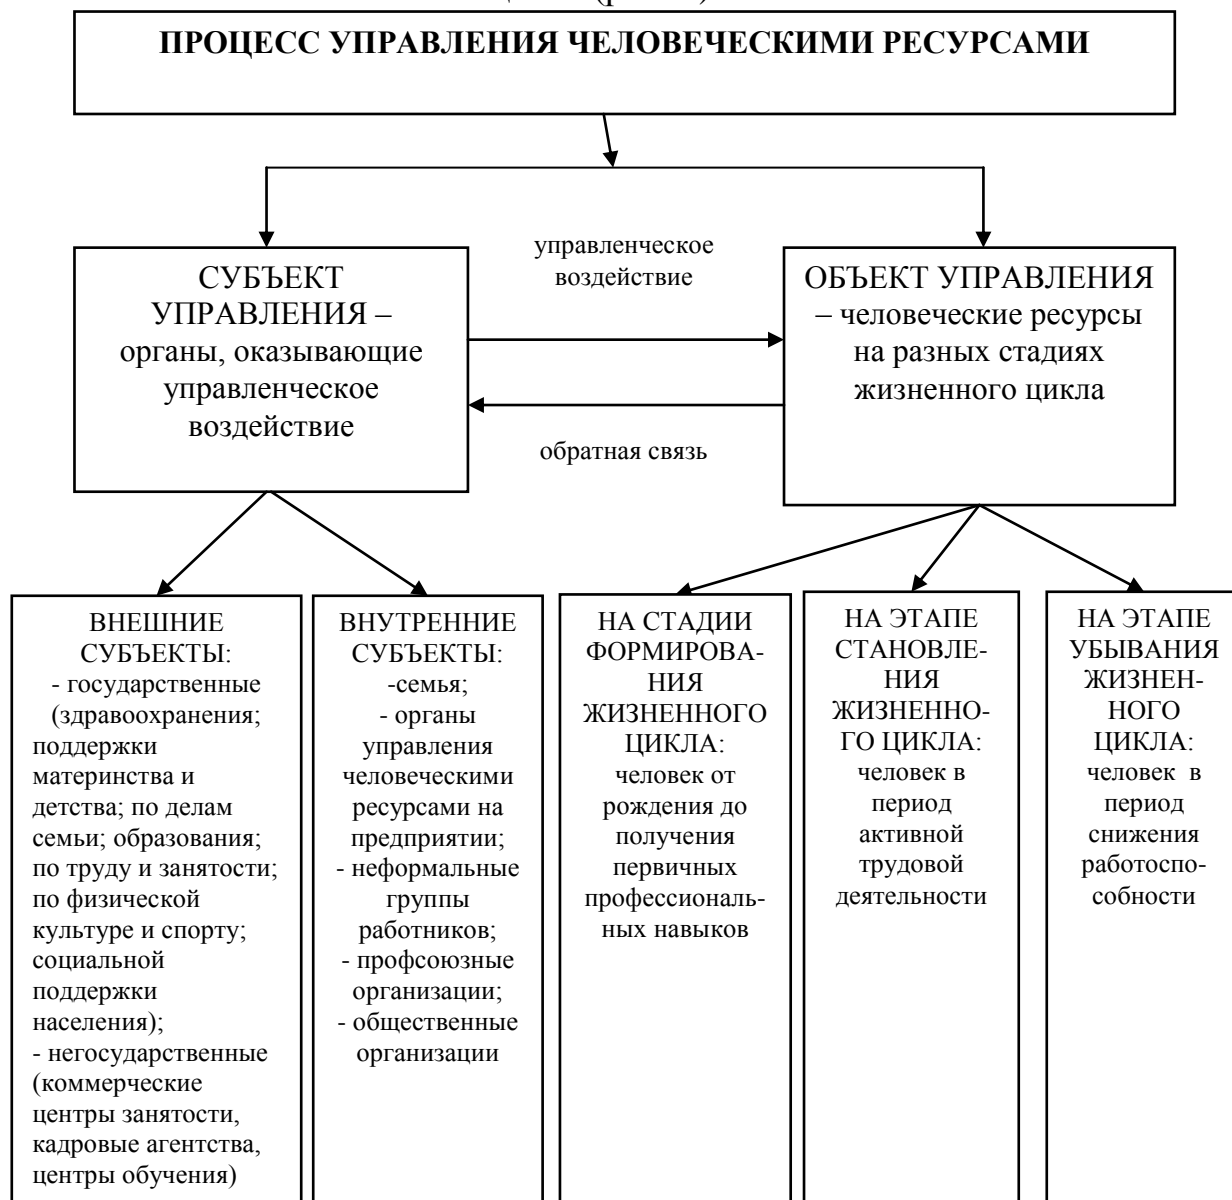 ПРОЦЕСС УПРАВЛЕНИЯ ЧЕЛОВЕЧЕСКИМИ РЕСУРСАМИ
СУБЪЕКТ
УПРАВЛЕНИЯ –
органы, оказывающие
управленческое
воздействие
управленческое
воздействие
обратная связь
ОБЪЕКТ УПРАВЛЕНИЯ
– человеческие ресурсы
на разных стадиях
жизненного цикла
ВНЕШНИЕ
СУБЪЕКТЫ:
- государственные
(здравоохранения;
поддержки
материнства и
детства; по делам
семьи; образования;
по труду и занятости;
по физической
культуре и спорту;
социальной
поддержки
населения);
- негосударственные
(коммерческие
центры занятости,
кадровые агентства,
центры обучения)
ВНУТРЕННИЕ
СУБЪЕКТЫ:
-семья;
- органы
управления
человеческими
ресурсами на
предприятии;
- неформальные
группы
работников;
- профсоюзные
организации;
- общественные
организации
НА СТАДИИ
ФОРМИРОВА-
НИЯ
ЖИЗНЕННОГО
ЦИКЛА:
человек от
рождения до
получения
первичных
профессиональ-
ных навыков
НА ЭТАПЕ
СТАНОВЛЕ-
НИЯ
ЖИЗНЕННО-
ГО ЦИКЛА:
человек в
период
активной
трудовой
деятельности
НА ЭТАПЕ
УБЫВАНИЯ
ЖИЗНЕН-
НОГО
ЦИКЛА:
человек в
период
снижения
работоспо-
собности